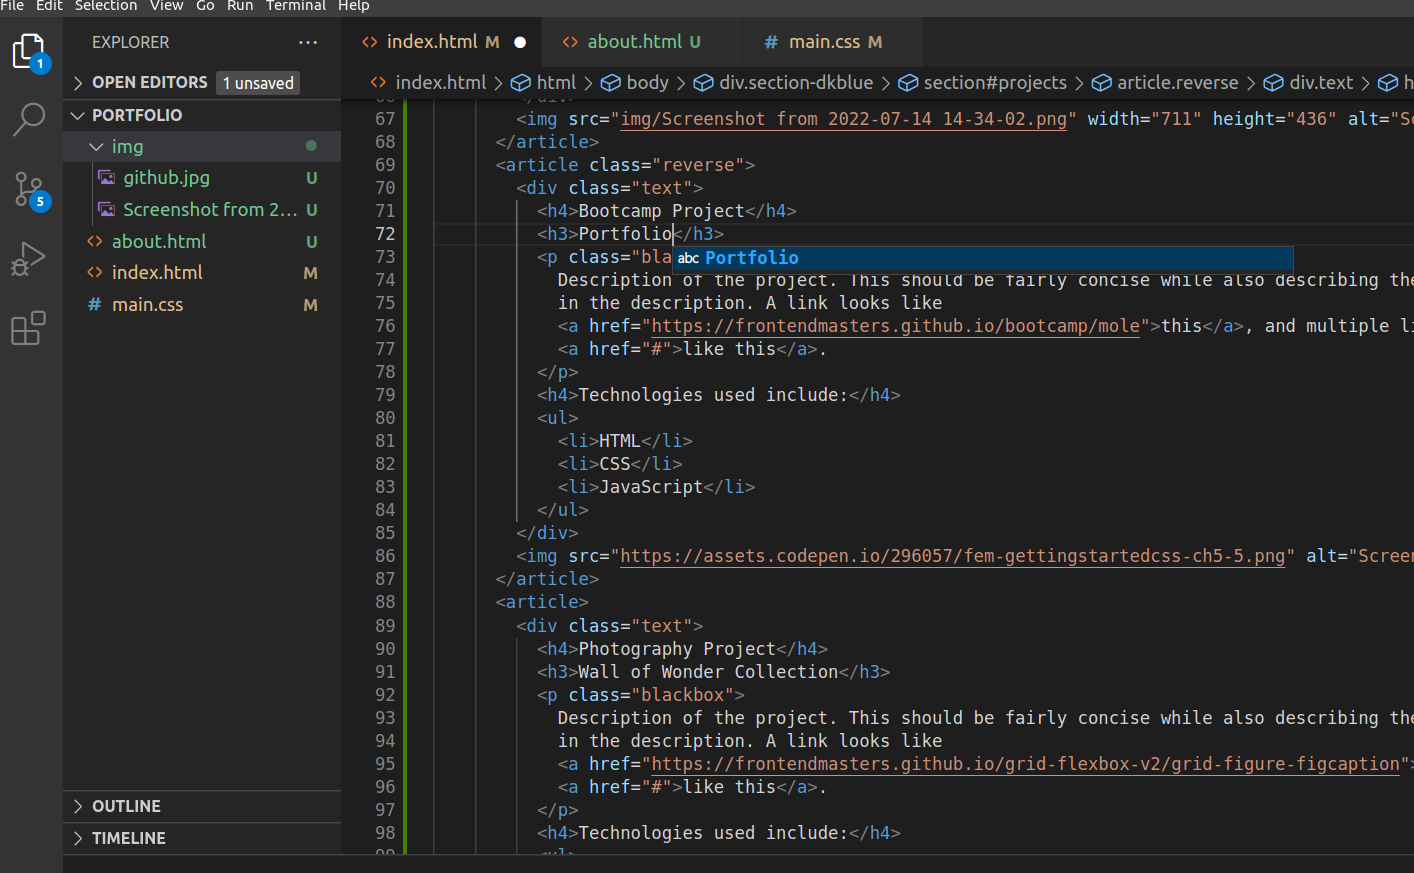 File Edit Selection View Go Run Terminal Help
EXPLORER ···
1
OPEN EDITORS 1 unsaved
PORTFOLIO
img
github.jpg U
Screenshot from 2... U
about.html U
index.html M
# main.css M
5
OUTLINE
TIMELINE
index.html M about.html U # main.css M
index.html > html > body > div.section-dkblue > section#projects > article.reverse > div.text > h
67 <img src="img/Screenshot from 2022-07-14 14-34-02.png" width="711" height="436" alt="Sc
68 </article>
69 <article class="reverse">
70 <div class="text">
71 <h4>Bootcamp Project</h4>
72 <h3>Portfolio</h3>
73 <p class="bla
abc Portfolio
74 Description of the project. This should be fairly concise while also describing the
75 in the description. A link looks like
76 <a href="https://frontendmasters.github.io/bootcamp/mole">this</a>, and multiple li
77 <a href="#">like this</a>.
78 </p>
79 <h4>Technologies used include:</h4>
80 <ul>
81 <li>HTML</li>
82 <li>CSS</li>
83 <li>JavaScript</li>
84 </ul>
85 </div>
86 <img src="https://assets.codepen.io/296057/fem-gettingstartedcss-ch5-5.png" alt="Screen
87 </article>
88 <article>
89 <div class="text">
90 <h4>Photography Project</h4>
91 <h3>Wall of Wonder Collection</h3>
92 <p class="blackbox">
93 Description of the project. This should be fairly concise while also describing the
94 in the description. A link looks like
95 <a href="https://frontendmasters.github.io/grid-flexbox-v2/grid-figure-figcaption">
96 <a href="#">like this</a>.
97 </p>
98 <h4>Technologies used include:</h4>
99 <ul>